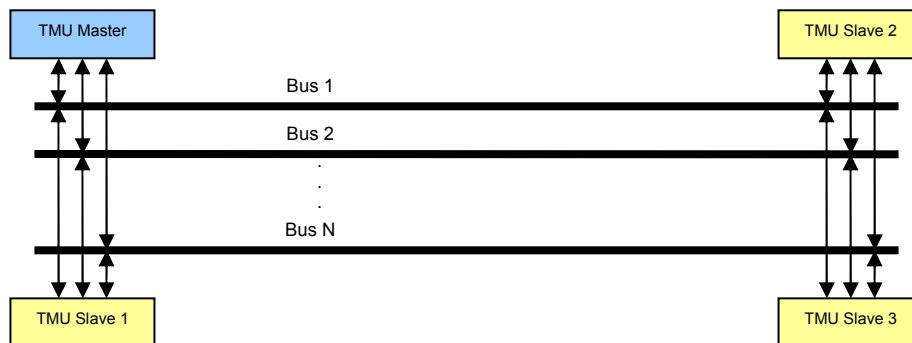 TMU Master
TMU Slave 2
Bus 1
Bus 2
.
.
.
Bus N
TMU Slave 1
TMU Slave 3